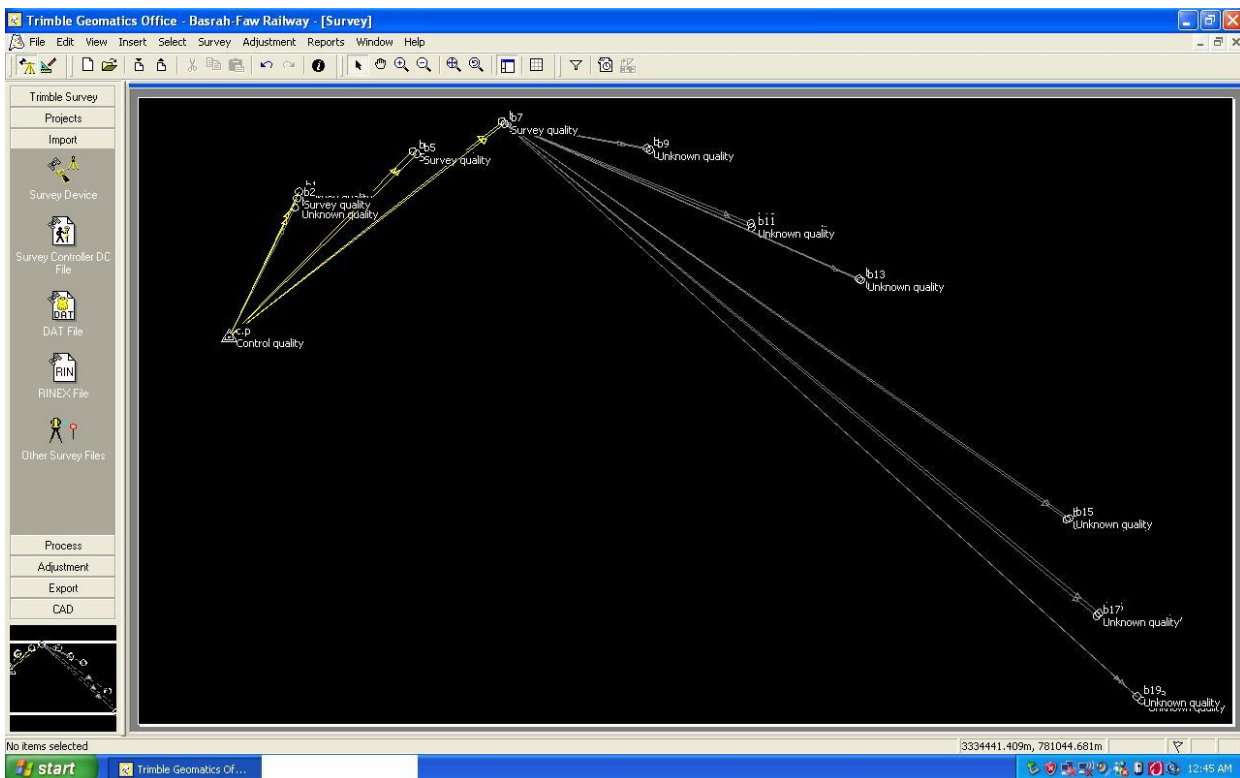 Trimble Geomatics Office - Basrah-Faw Railway - [Survey]
File Edit View Insert Select Survey Adjustment Reports Window Help
Trimble Survey
Projects
Import
Survey Device
Survey Controller DC
File
DAT
DAT File
RIN
RINEX File
Other Survey Files
Process
Adjustment
Export
CAD
b7
Survey quality
b5
Survey quality
b9
Unknown quality
b2
Survey quality
Unknown quality
b11
Unknown quality
b13
Unknown quality
c.p
Control quality
b15
Unknown quality
b17
Unknown quality
b19
Unknown quality
No items selected
3334441.409m, 781044.681m
start
Trimble Geomatics Of...
12:45 AM